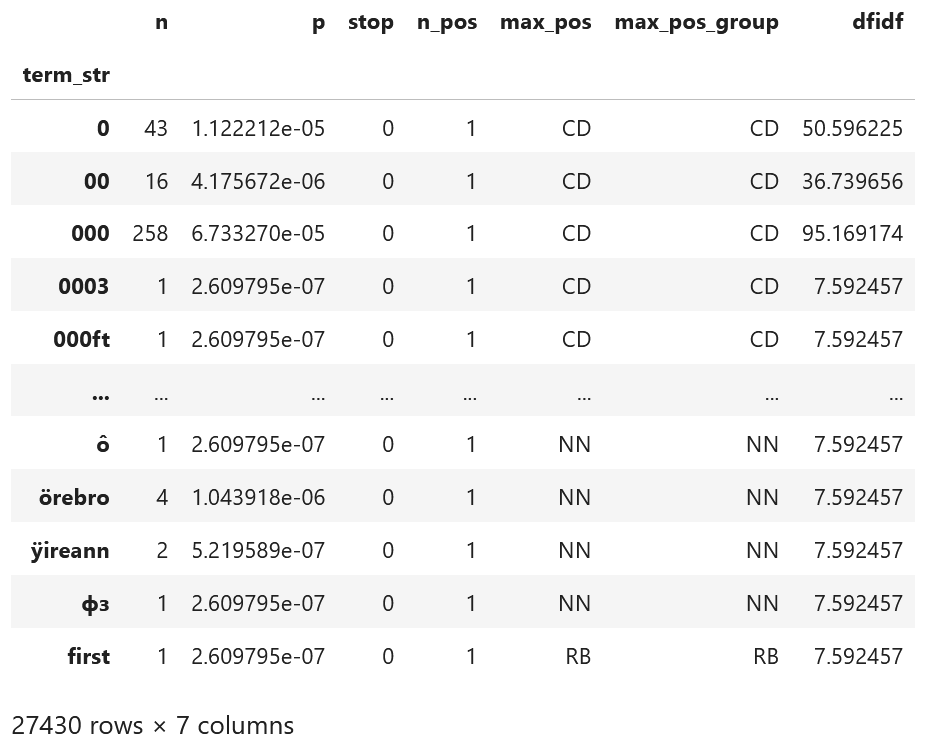 n p stop n_pos max_pos max_pos_group dfidf
term_str
0 43 1.122212e-05 0 1 CD CD 50.596225
00 16 4.175672e-06 0 1 CD CD 36.739656
000 258 6.733270e-05 0 1 CD CD 95.169174
0003 1 2.609795e-07 0 1 CD CD 7.592457
000ft 1 2.609795e-07 0 1 CD CD 7.592457
... ... ... ... ... ... ... ...
ô 1 2.609795e-07 0 1 NN NN 7.592457
örebro 4 1.043918e-06 0 1 NN NN 7.592457
ÿireann 2 5.219589e-07 0 1 NN NN 7.592457
фз 1 2.609795e-07 0 1 NN NN 7.592457
first 1 2.609795e-07 0 1 RB RB 7.592457
27430 rows × 7 columns